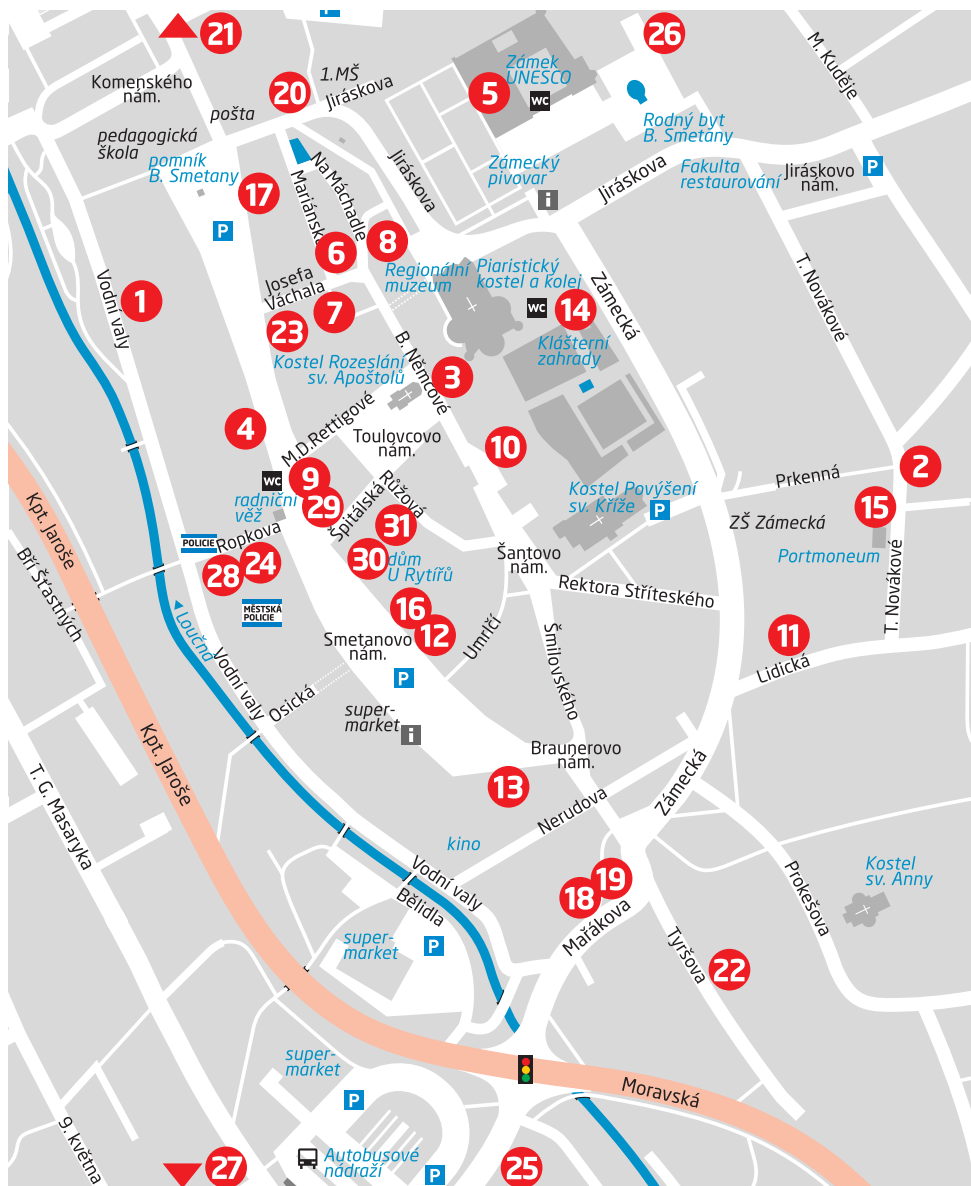 P
21
26
M. Kuděje
Zámek
UNESCO
Komenského
nám.
1.MŠ
20
Jiráskova
5
WC
pošta
Rodný byt
B. Smetany
pedagogická
škola
pomník
B. Smetany
Na Máchadle
Jiráskova
Zámecký
pivovar
Jiráskova
Fakulta
restaurování
Jiráskovo
nám.
P
17
Mariánská
i
P
6
8
Regionální
muzeum
Piaristický
kostel a kolej
Zámecká
T. Novákové
Vodní valy
1
Josefa
Váchala
7
WC
14
23
Klášterní
zahrady
Kostel Rozeslání
sv. Apoštolů
B. Němcové
3
4
M.D.Rettigové
Toulovcovo
nám.
10
2
Prkenná
WC
9
Růžová
Špitálská
Kostel Povýšení
sv. Kříže
P
15
radniční
věž
29
31
ZŠ Zámecká
Kpt. Jaroše
POLICIE
Ropkova
Portmoneum
Bří Šťastných
28
24
30
dům
U Rytířů
Šantovo
nám.
Rektora Stříteského
T. Novákové
MĚSTSKÁ
POLICIE
Loučná
16
12
Smetanovo
nám.
Umrlčí
Šmilovského
11
Lidická
Vodní valy
Osická
P
super-
market
i
Braunerovo
nám.
Kpt. Jaroše
13
Nerudova
Zámecká
T. G. Masaryka
kino
Vodní valy
Bělidla
18
19
Prokešova
Kostel
sv. Anny
Mařákova
super-
market
P
Tyršova
22
super-
market
P
Moravská
9. května
27
Autobusové
nádraží
P
25